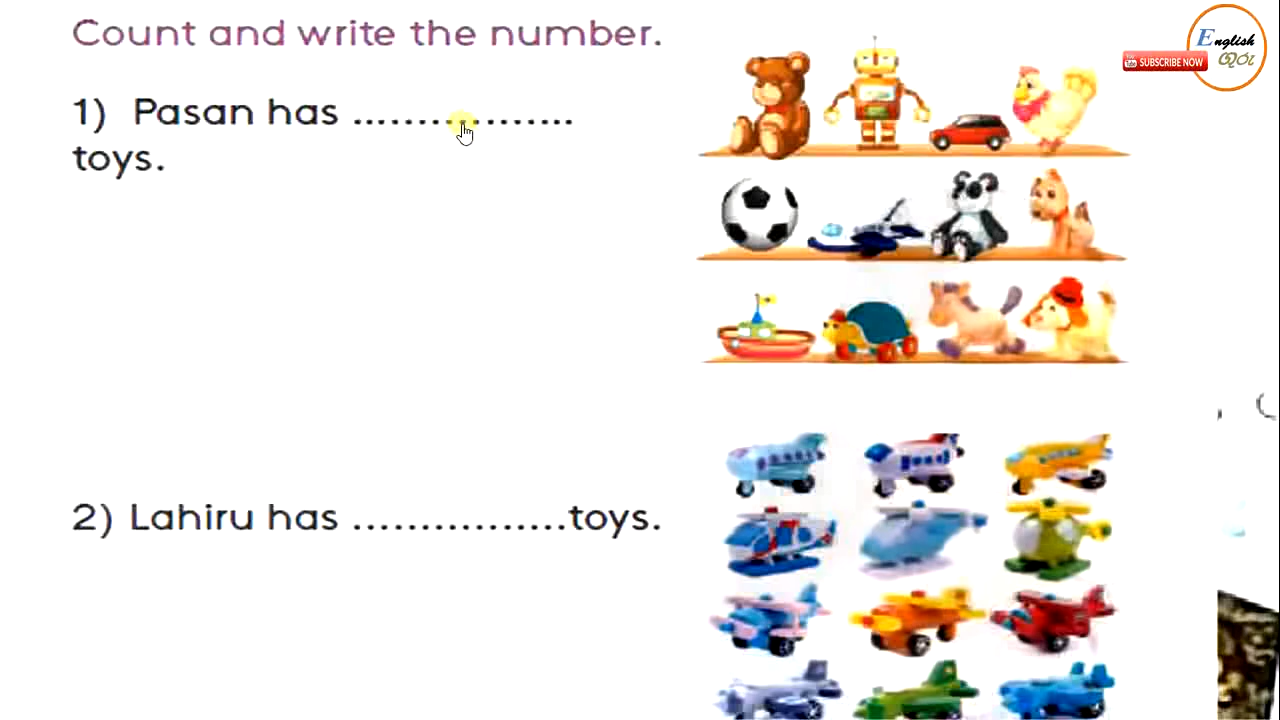 Count and write the number.
1) Pasan has .................
toys.
2) Lahiru has ................toys.
English
ගුරු
SUBSCRIBE NOW